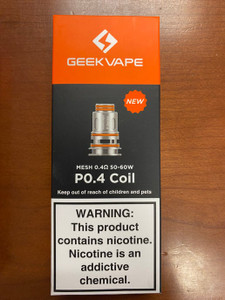 GEEKVAPE
NEW
MESH 0.4Ω 50-60W
P0.4 Coil
Keep out of reach of children and pets
WARNING:
This product
contains nicotine.
Nicotine is an
addictive
chemical.